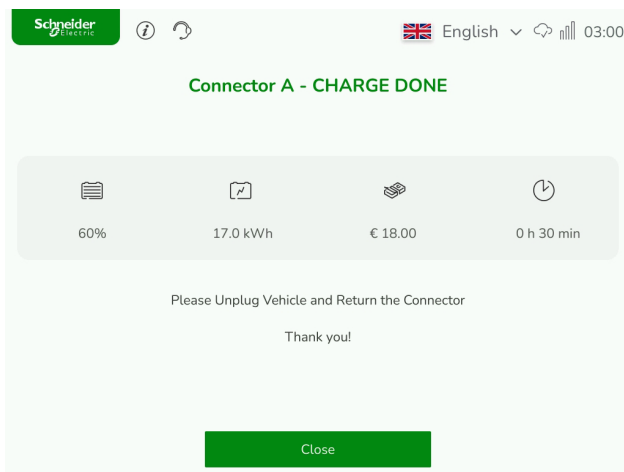 Schneider
Electric
i
English
03:00
Connector A - CHARGE DONE
60%
17.0 kWh
€ 18.00
0 h 30 min
Please Unplug Vehicle and Return the Connector
Thank you!
Close